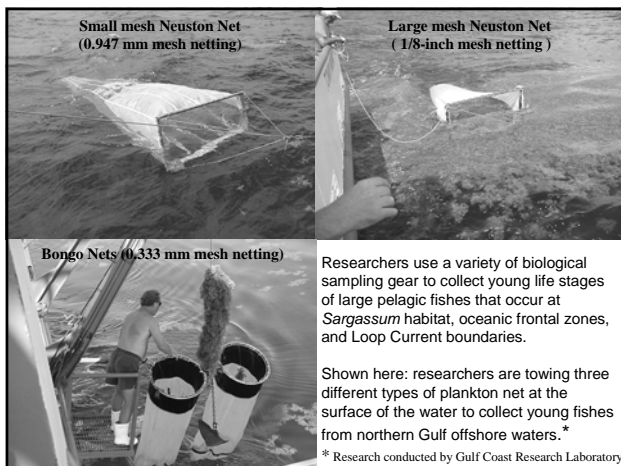 Small mesh Neuston Net
(0.947 mm mesh netting)
Large mesh Neuston Net
( 1/8-inch mesh netting )
Bongo Nets (0.333 mm mesh netting)
Researchers use a variety of biological
sampling gear to collect young life stages
of large pelagic fishes that occur at
Sargassum habitat, oceanic frontal zones,
and Loop Current boundaries.
Shown here: researchers are towing three
different types of plankton net at the
surface of the water to collect young fishes
from northern Gulf offshore waters.*
* Research conducted by Gulf Coast Research Laboratory